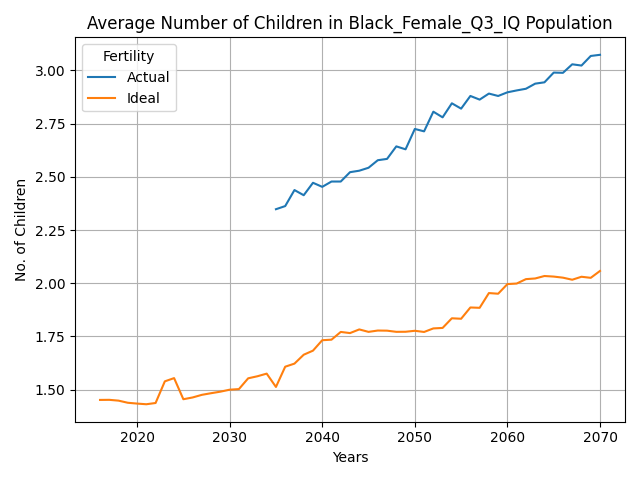 Average Number of Children in Black_Female_Q3_IQ Population
Fertility
Actual
Ideal
No. of Children
3.00
2.75
2.50
2.25
2.00
1.75
1.50
2020 2030 2040 2050 2060 2070
Years